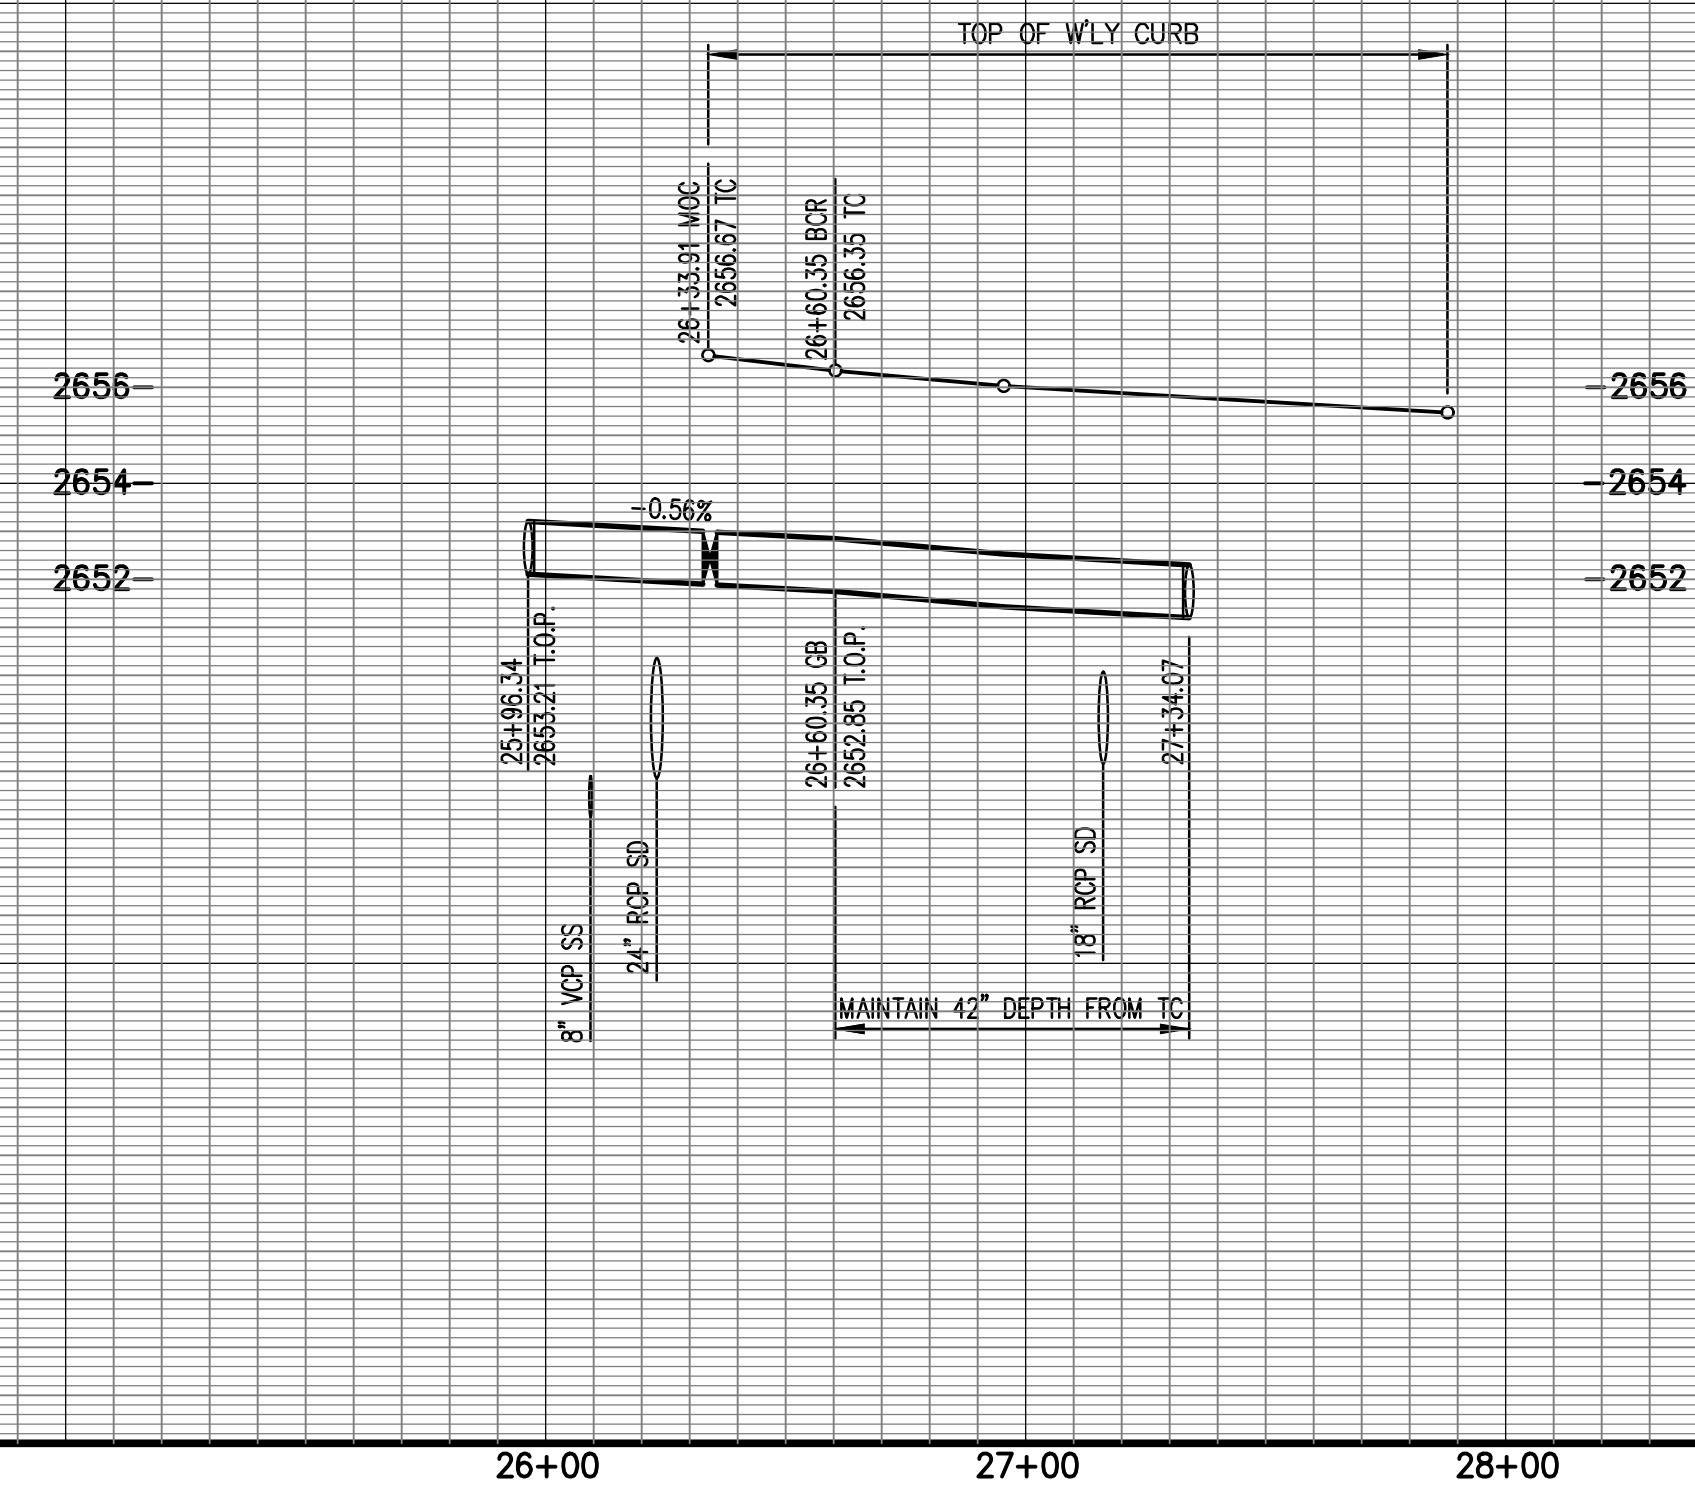 TOP OF W'LY CURB
26+33.91 MOC
2656.67 TC
26+60.35 BCR
2656.35 TC
2656
2656
2654
2654
-0.56%
2652
2652
25+96.34
2653.21 T.O.P.
26+60.35 GB
2652.85 T.O.P.
27+34.07
8" VCP SS
24" RCP SD
18" RCP SD
MAINTAIN 42" DEPTH FROM TC
26+00
27+00
28+00